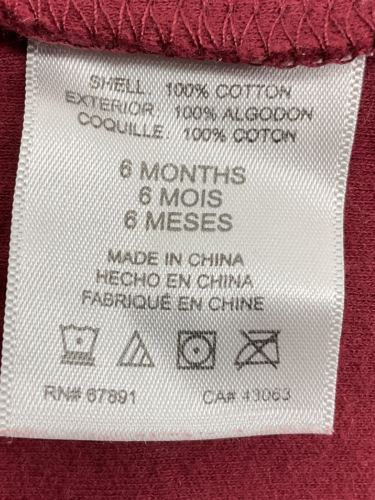 SHELL: 100% COTTON
EXTERIOR: 100% ALGODON
COQUILLE: 100% COTON
6 MONTHS
6 MOIS
6 MESES
MADE IN CHINA
HECHO EN CHINA
FABRIQUÉ EN CHINE
RN# 67891 CA# 43063